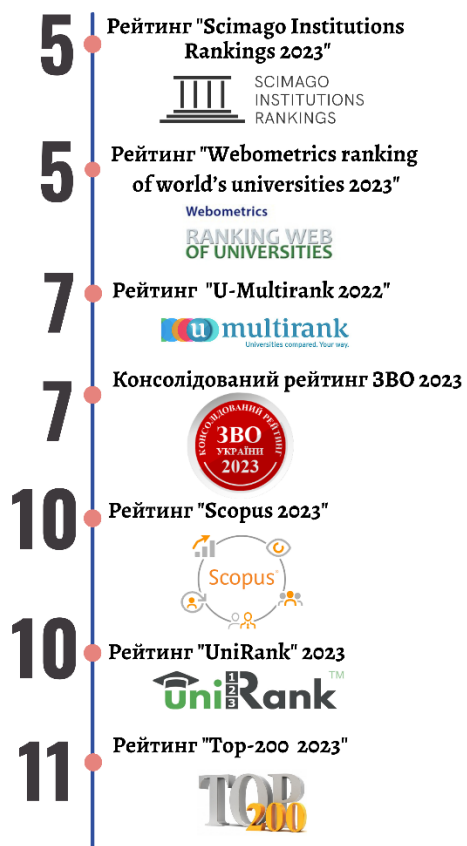 5
Рейтинг "Scimago Institutions
Rankings 2023"
SCIMAGO
INSTITUTIONS
RANKINGS
5
Рейтинг "Webometrics ranking
of world’s universities 2023"
Webometrics
RANKING WEB
OF UNIVERSITIES
7
Рейтинг "U-Multirank 2022"
u multirank
Universities compared. Your way.
7
Консолідований рейтинг ЗВО 2023
КОНСОЛІДОВАНИЙ РЕЙТИНГ
ЗВО
УКРАЇНИ
2023
10
Рейтинг "Scopus 2023"
Scopus®
10
Рейтинг "UniRank" 2023
uni123Rank™
11
Рейтинг "Top-200 2023"
TOP
200